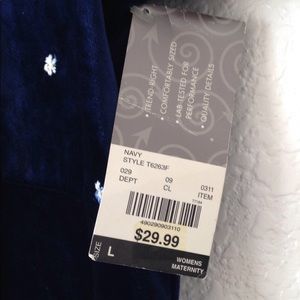 • TREND RIGHT
• COMFORTABLY SIZED
• LAB-TESTED FOR
PERFORMANCE
• QUALITY DETAILS
NAVY
STYLE T6263F
029 09 0311
DEPT CL ITEM
490290903110
$29.99
SIZE L
WOMENS
MATERNITY